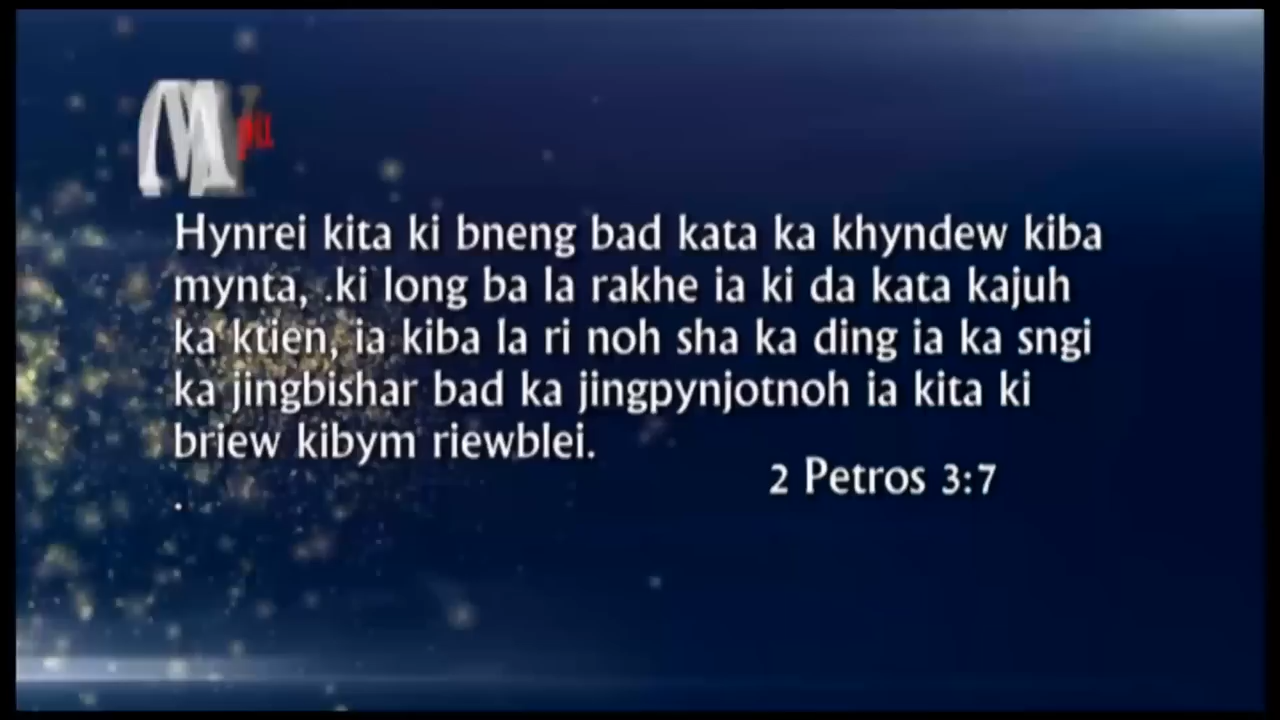 Hynrei kita ki bneng bad kata ka khyndew kiba
mynta, .ki long ba la rakhe ia ki da kata kajuh
ka ktien, ia kiba la ri noh sha ka ding ia ka sngi
ka jingbishar bad ka jingpynjotnoh ia kita ki
briew kibym riewblei.
2 Petros 3:7
.